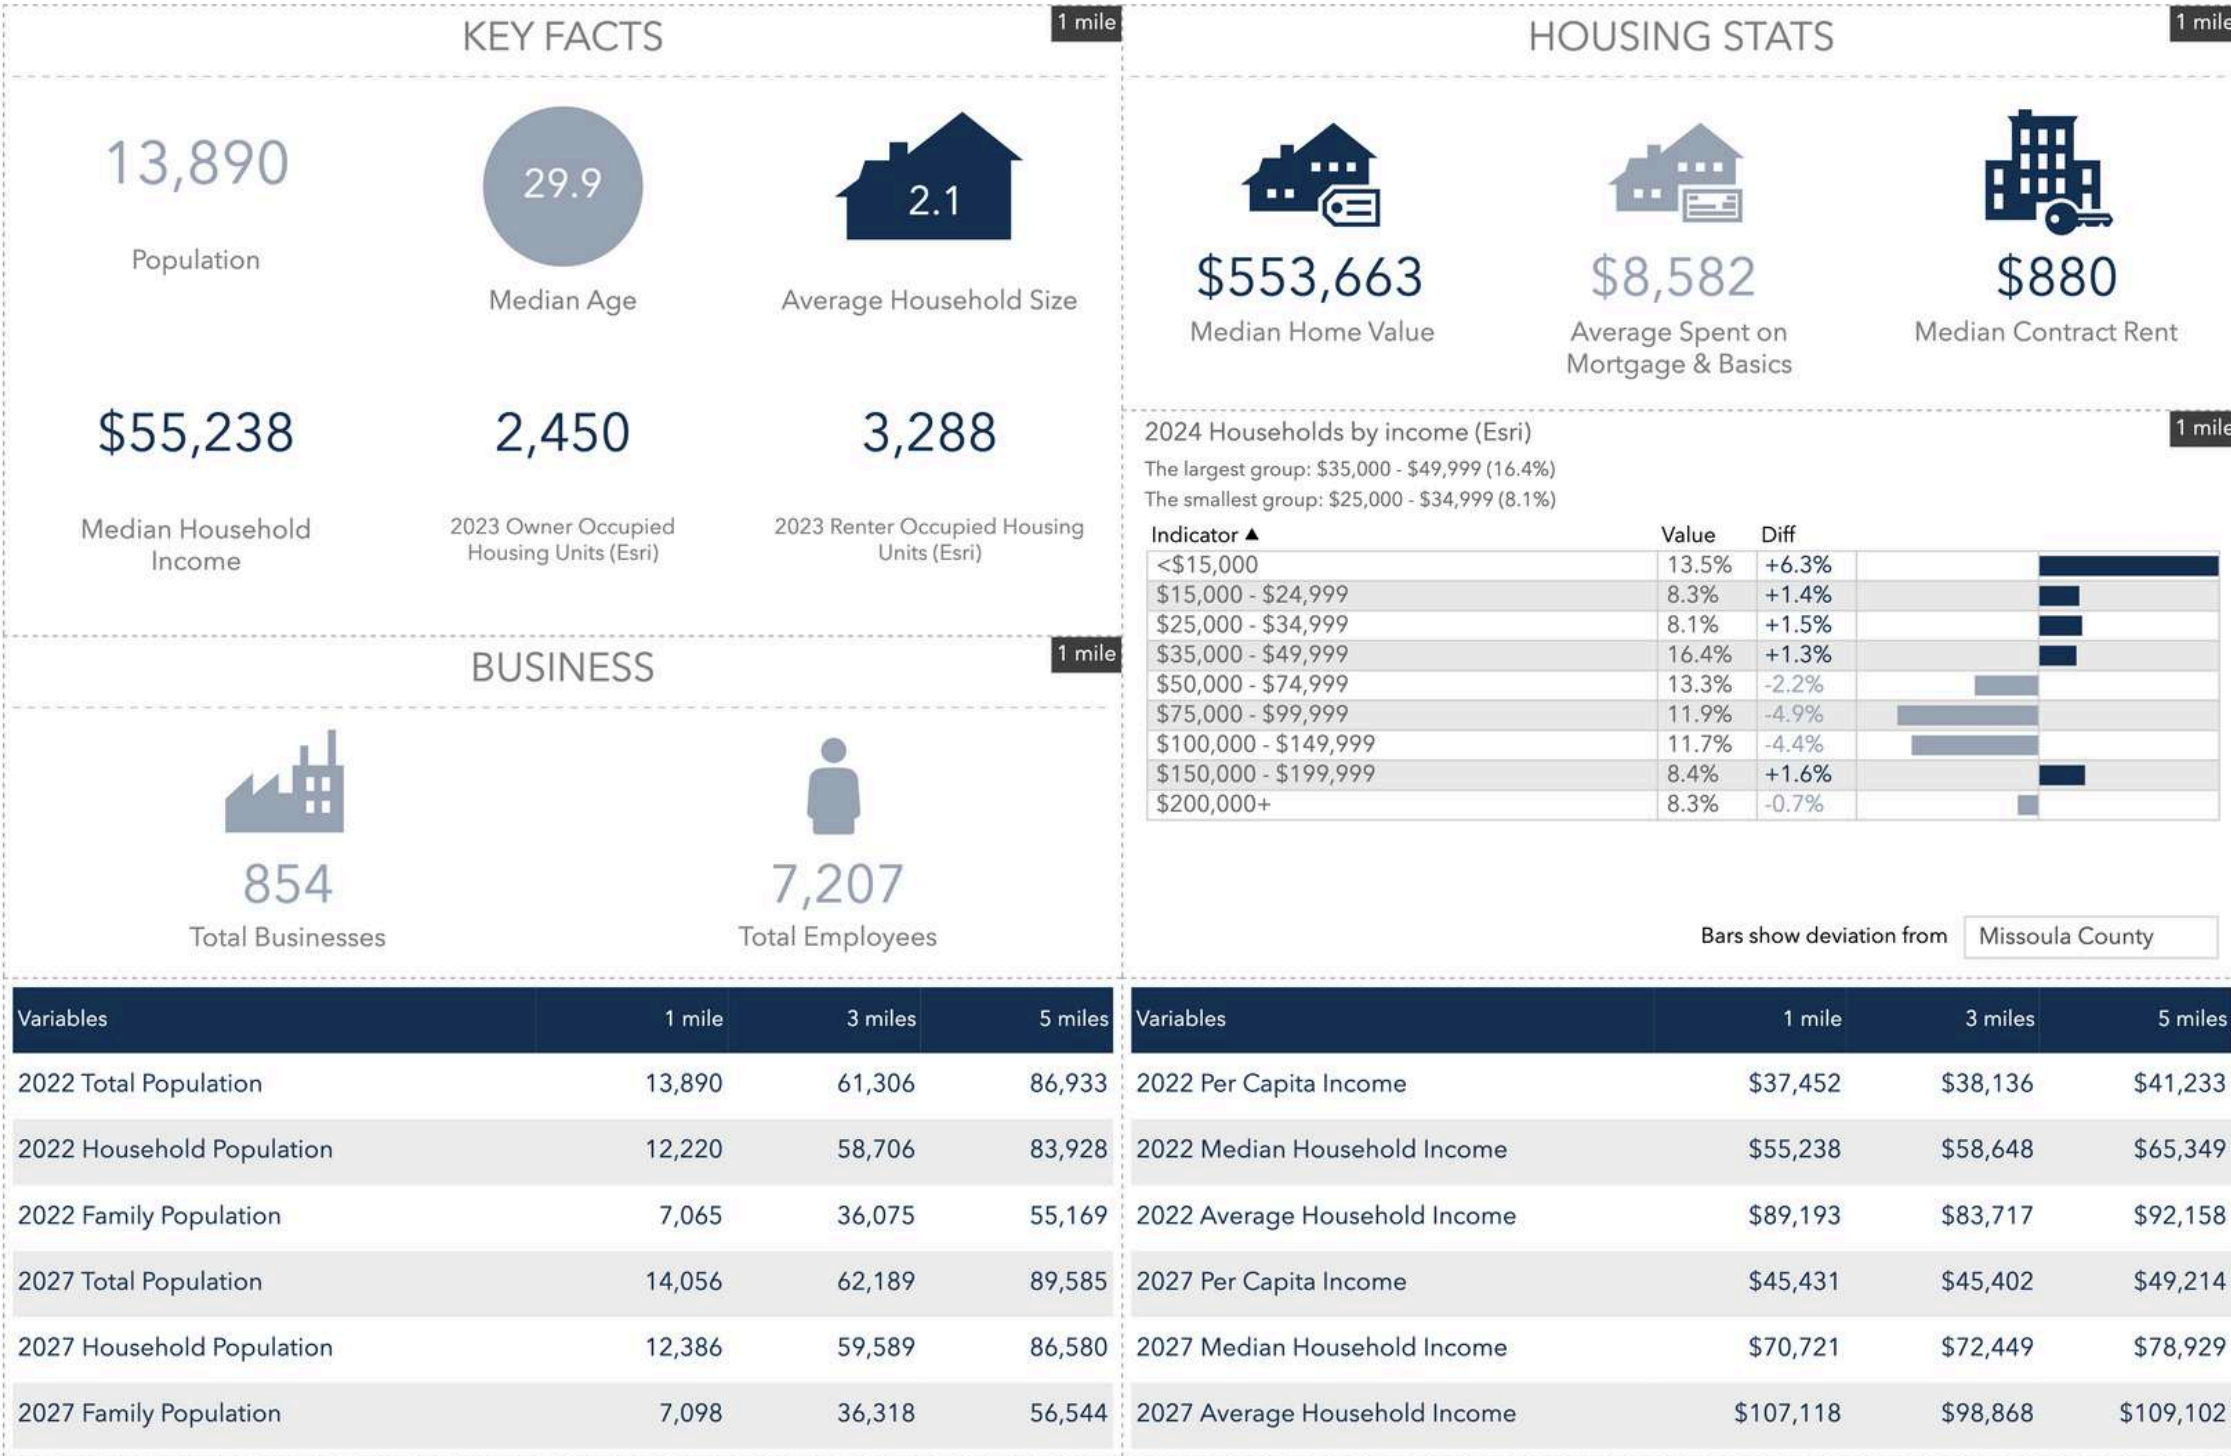 KEY FACTS
1 mile
13,890
Population
29.9
Median Age
2.1
Average Household Size
$55,238
Median Household
Income
2,450
2023 Owner Occupied
Housing Units (Esri)
3,288
2023 Renter Occupied Housing
Units (Esri)
BUSINESS
1 mile
854
Total Businesses
7,207
Total Employees
HOUSING STATS
1 mile
$553,663
Median Home Value
$8,582
Average Spent on
Mortgage & Basics
$880
Median Contract Rent
2024 Households by income (Esri)
1 mile
The largest group: $35,000 - $49,999 (16.4%)
The smallest group: $25,000 - $34,999 (8.1%)
Indicator ▲ Value Diff
<$15,000 13.5% +6.3%
$15,000 - $24,999 8.3% +1.4%
$25,000 - $34,999 8.1% +1.5%
$35,000 - $49,999 16.4% +1.3%
$50,000 - $74,999 13.3% -2.2%
$75,000 - $99,999 11.9% -4.9%
$100,000 - $149,999 11.7% -4.4%
$150,000 - $199,999 8.4% +1.6%
$200,000+ 8.3% -0.7%
Bars show deviation from Missoula County
Variables 1 mile 3 miles 5 miles
2022 Total Population 13,890 61,306 86,933
2022 Household Population 12,220 58,706 83,928
2022 Family Population 7,065 36,075 55,169
2027 Total Population 14,056 62,189 89,585
2027 Household Population 12,386 59,589 86,580
2027 Family Population 7,098 36,318 56,544
Variables 1 mile 3 miles 5 miles
2022 Per Capita Income $37,452 $38,136 $41,233
2022 Median Household Income $55,238 $58,648 $65,349
2022 Average Household Income $89,193 $83,717 $92,158
2027 Per Capita Income $45,431 $45,402 $49,214
2027 Median Household Income $70,721 $72,449 $78,929
2027 Average Household Income $107,118 $98,868 $109,102